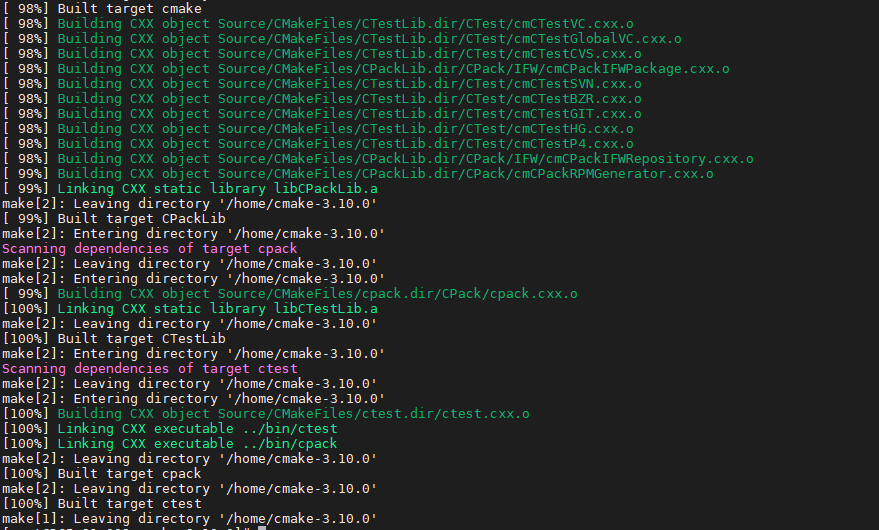 [ 98%] Built target cmake
[ 98%] Building CXX object Source/CMakeFiles/CTestLib.dir/CTest/cmCTestVC.cxx.o
[ 98%] Building CXX object Source/CMakeFiles/CTestLib.dir/CTest/cmCTestGlobalVC.cxx.o
[ 98%] Building CXX object Source/CMakeFiles/CTestLib.dir/CTest/cmCTestCVS.cxx.o
[ 98%] Building CXX object Source/CMakeFiles/CPackLib.dir/CPack/IFW/cmCPackIFWPackage.cxx.o
[ 98%] Building CXX object Source/CMakeFiles/CTestLib.dir/CTest/cmCTestSVN.cxx.o
[ 98%] Building CXX object Source/CMakeFiles/CTestLib.dir/CTest/cmCTestBZR.cxx.o
[ 98%] Building CXX object Source/CMakeFiles/CTestLib.dir/CTest/cmCTestGIT.cxx.o
[ 98%] Building CXX object Source/CMakeFiles/CTestLib.dir/CTest/cmCTestHG.cxx.o
[ 98%] Building CXX object Source/CMakeFiles/CTestLib.dir/CTest/cmCTestP4.cxx.o
[ 98%] Building CXX object Source/CMakeFiles/CPackLib.dir/CPack/IFW/cmCPackIFWRepository.cxx.o
[ 99%] Building CXX object Source/CMakeFiles/CPackLib.dir/CPack/cmCPackRPMGenerator.cxx.o
[ 99%] Linking CXX static library libCPackLib.a
make[2]: Leaving directory '/home/cmake-3.10.0'
[ 99%] Built target CPackLib
make[2]: Entering directory '/home/cmake-3.10.0'
Scanning dependencies of target cpack
make[2]: Leaving directory '/home/cmake-3.10.0'
make[2]: Entering directory '/home/cmake-3.10.0'
[ 99%] Building CXX object Source/CMakeFiles/cpack.dir/CPack/cpack.cxx.o
[100%] Linking CXX static library libCTestLib.a
make[2]: Leaving directory '/home/cmake-3.10.0'
[100%] Built target CTestLib
make[2]: Entering directory '/home/cmake-3.10.0'
Scanning dependencies of target ctest
make[2]: Leaving directory '/home/cmake-3.10.0'
make[2]: Entering directory '/home/cmake-3.10.0'
[100%] Building CXX object Source/CMakeFiles/ctest.dir/ctest.cxx.o
[100%] Linking CXX executable ../bin/ctest
[100%] Linking CXX executable ../bin/cpack
make[2]: Leaving directory '/home/cmake-3.10.0'
[100%] Built target cpack
make[2]: Leaving directory '/home/cmake-3.10.0'
[100%] Built target ctest
make[1]: Leaving directory '/home/cmake-3.10.0'